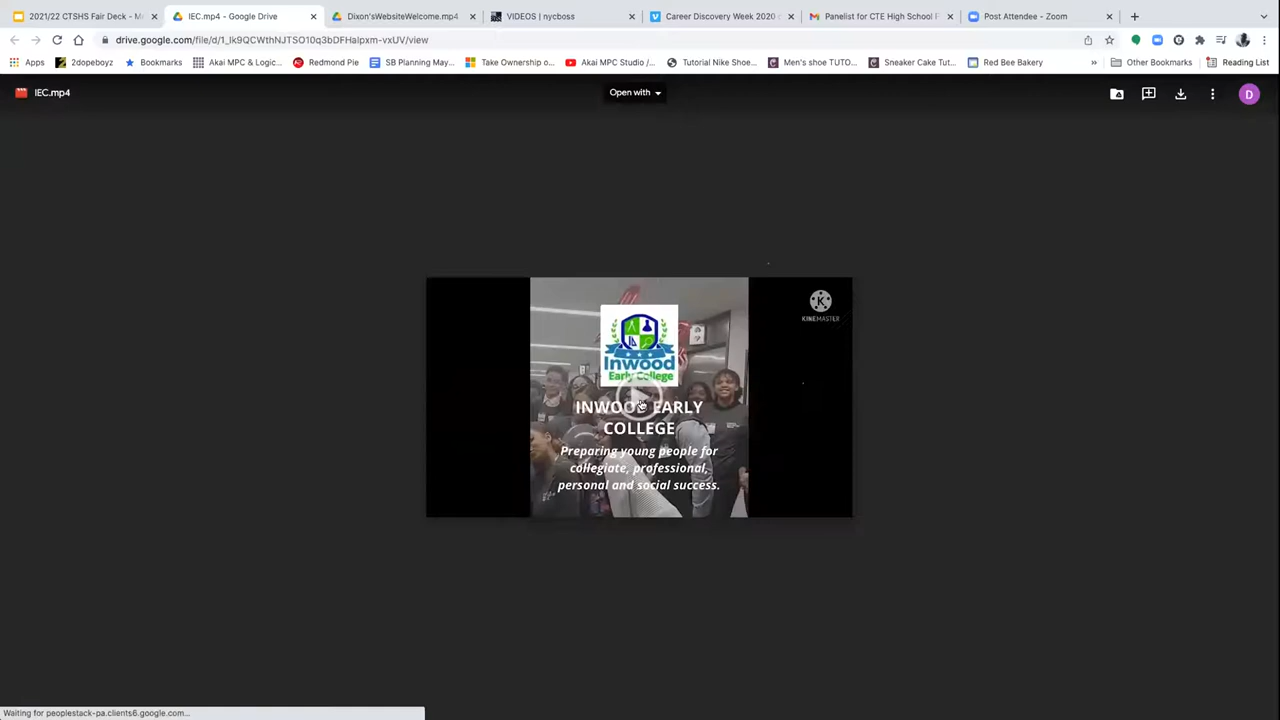 2021/22 CTSHS Fair Deck - M
IEC.mp4 - Google Drive
Dixon'sWebsiteWelcome.mp4
VIDEOS | nycboss
Career Discovery Week 2020
Panelist for CTE High School F
Post Attendee - Zoom
drive.google.com/file/d/1_Ik9QCWthNJTSO10q3bDFHalpxm-vxUV/view
Apps
2dopeboyz
Bookmarks
Akai MPC & Logic...
Redmond Pie
SB Planning May...
Take Ownership o...
Akai MPC Studio /...
Tutorial Nike Shoe...
Men's shoe TUTO...
Sneaker Cake Tut...
Red Bee Bakery
»
Other Bookmarks
Reading List
IEC.mp4
Open with
D
K
KINEMASTER
Inwood
Early College
INWOOD EARLY
COLLEGE
Preparing young people for
collegiate, professional,
personal and social success.
Waiting for peoplestack-pa.clients6.google.com...